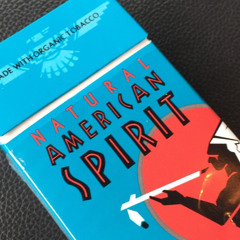 MADE WITH ORGANIC TOBACCO
NATURAL
AMERICAN
SPIRIT